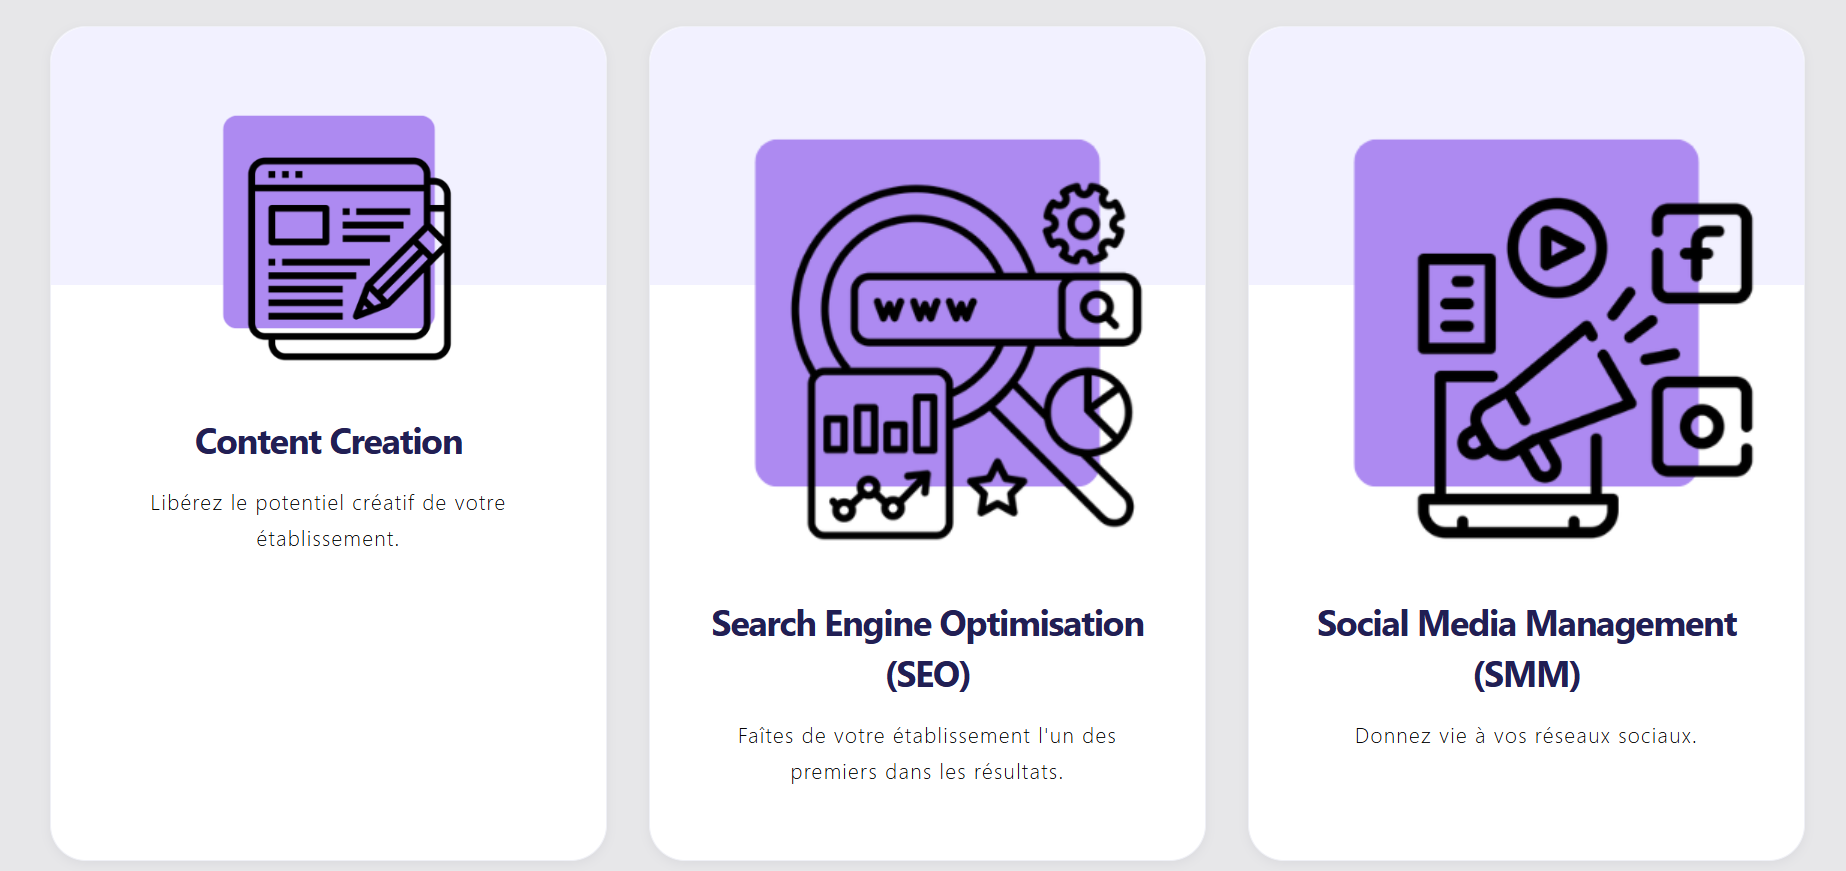 Content Creation
Libérez le potentiel créatif de votre
établissement.
www
Search Engine Optimisation
(SEO)
Faîtes de votre établissement l'un des
premiers dans les résultats.
f
Social Media Management
(SMM)
Donnez vie à vos réseaux sociaux.